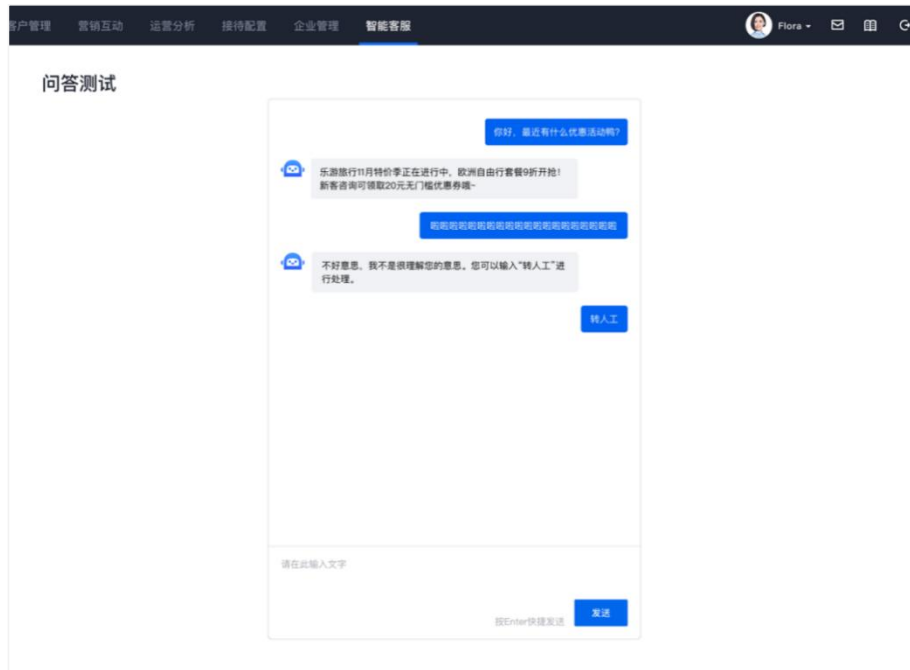 客户管理 营销互动 运营分析 接待配置 企业管理 智能客服 Flora
问答测试
你好，最近有什么优惠活动鸭?
乐游旅行11月特价季正在进行中，欧洲自由行套餐9折开抢!
新客咨询可领取20元无门槛优惠券哦~
啦啦啦啦啦啦啦啦啦啦啦啦啦啦啦啦啦啦啦啦
不好意思，我不是很理解您的意思。您可以输入“转人工”进
行处理。
转人工
请在此输入文字
按Enter快捷发送 发送